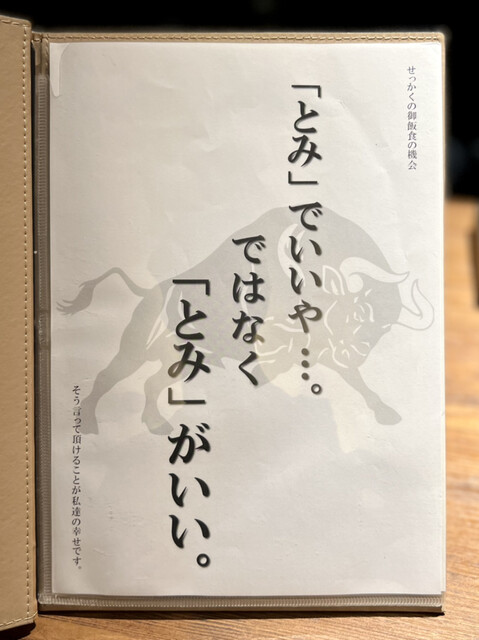 せっかくの御飯食の機会
「とみ」でいいや…。
ではなく
「とみ」がいい。
そう言って頂けることが私達の幸せです。